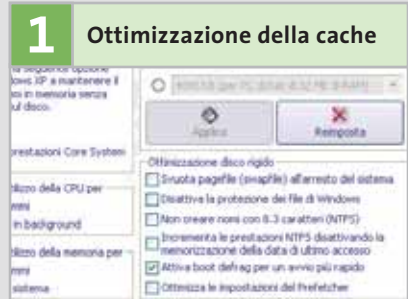 1 Ottimizzazione della cache
la seguente opzione
dows XP a mantenere il
in memoria senza
ul disco.
prestazioni Core System
ilizzo della CPU per
in background
ilizzo della memoria per
sistema
Applica
Reimposta
Ottimizzazione disco rigido
Svuota pagefile (swapfile) all'arresto del sistema
Disattiva la protezione dei file di Windows
Non creare nomi con 8.3 caratteri (NTFS)
Incrementa le prestazioni NTFS disattivando la
memorizzazione della data di ultimo accesso
Attiva boot defrag per un avvio più rapido
Ottimizza le impostazioni del Prefetcher